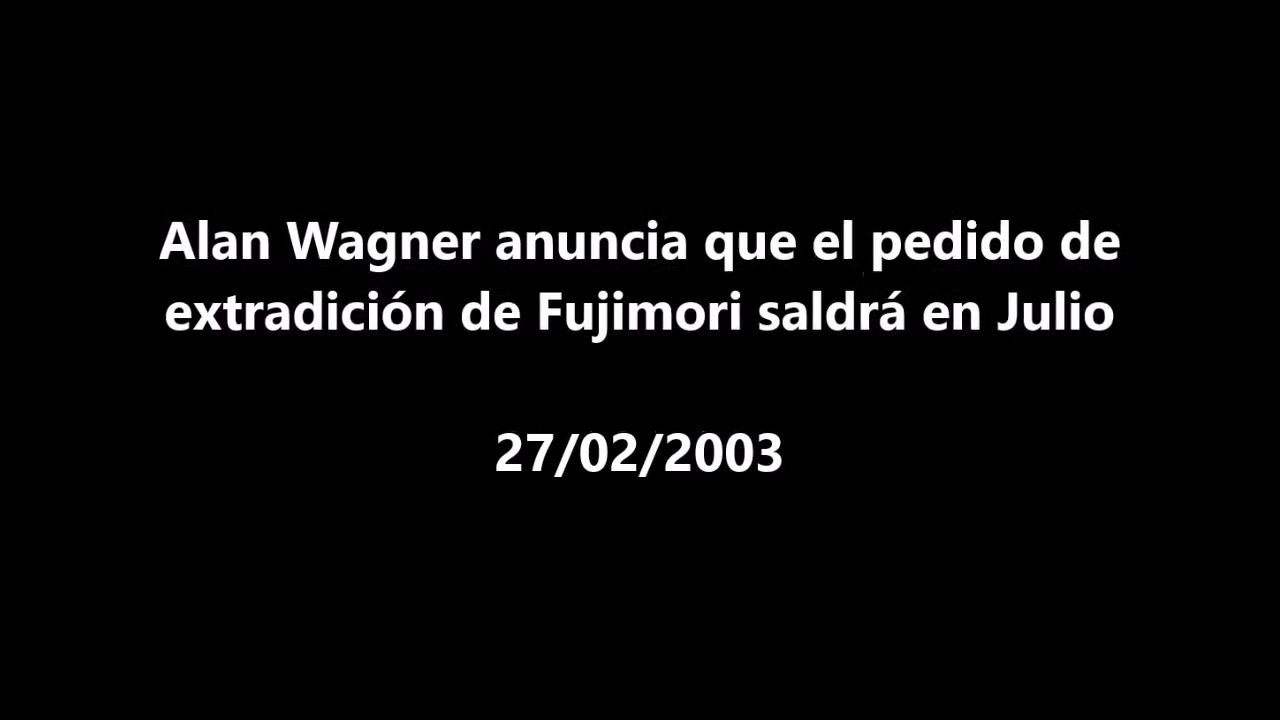 Alan Wagner anuncia que el pedido de
extradición de Fujimori saldrá en Julio
27/02/2003